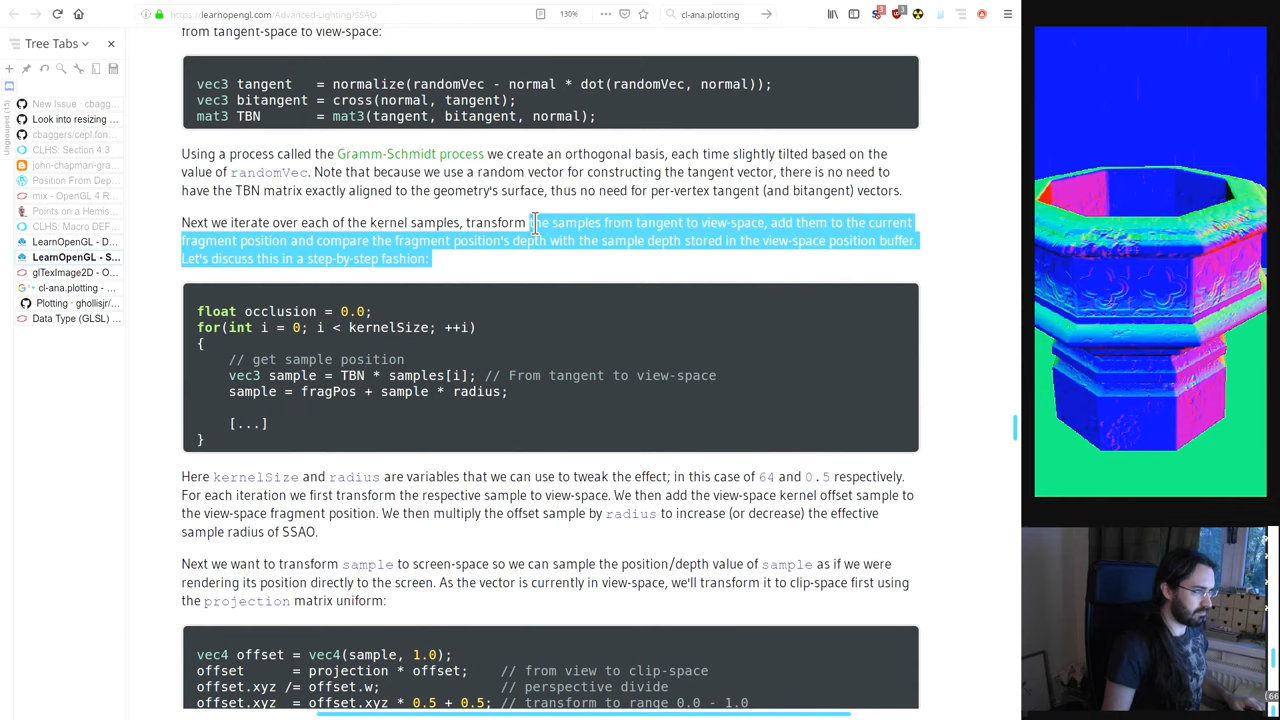 https://learnopengl.com/Advanced-Lighting/SSAO
130%
cl-ana.plotting
3
3
Tree Tabs
Ungrouped (15)
New Issue · cbagg...
Look into resizing ...
cbaggers/cepl.fon...
CLHS: Section 4.3
john-chapman-gra...
Position From Dep...
mix - OpenGL 4 R...
Points on a Hemis...
CLHS: Macro DEF...
LearnOpenGL - D...
LearnOpenGL - S...
glTexImage2D - O...
cl-ana.plotting - ...
Plotting · ghollisjr/...
Data Type (GLSL) ...
from tangent-space to view-space:
vec3 tangent   = normalize(randomVec - normal * dot(randomVec, normal));
vec3 bitangent = cross(normal, tangent);
mat3 TBN       = mat3(tangent, bitangent, normal);
Using a process called the Gramm-Schmidt process we create an orthogonal basis, each time slightly tilted based on the
value of randomVec. Note that because we use a random vector for constructing the tangent vector, there is no need to
have the TBN matrix exactly aligned to the geometry's surface, thus no need for per-vertex tangent (and bitangent) vectors.
Next we iterate over each of the kernel samples, transform the samples from tangent to view-space, add them to the current
fragment position and compare the fragment position's depth with the sample depth stored in the view-space position buffer.
Let's discuss this in a step-by-step fashion:
float occlusion = 0.0;
for(int i = 0; i < kernelSize; ++i)
{
// get sample position
vec3 sample = TBN * samples[i]; // From tangent to view-space
sample = fragPos + sample * radius;
[...]
}
Here kernelSize and radius are variables that we can use to tweak the effect; in this case of 64 and 0.5 respectively.
For each iteration we first transform the respective sample to view-space. We then add the view-space kernel offset sample to
the view-space fragment position. We then multiply the offset sample by radius to increase (or decrease) the effective
sample radius of SSAO.
Next we want to transform sample to screen-space so we can sample the position/depth value of sample as if we were
rendering its position directly to the screen. As the vector is currently in view-space, we'll transform it to clip-space first using
the projection matrix uniform:
vec4 offset = vec4(sample, 1.0);
offset      = projection * offset;    // from view to clip-space
offset.xyz /= offset.w;               // perspective divide
offset.xyz  = offset.xyz * 0.5 + 0.5; // transform to range 0.0 - 1.0
(66